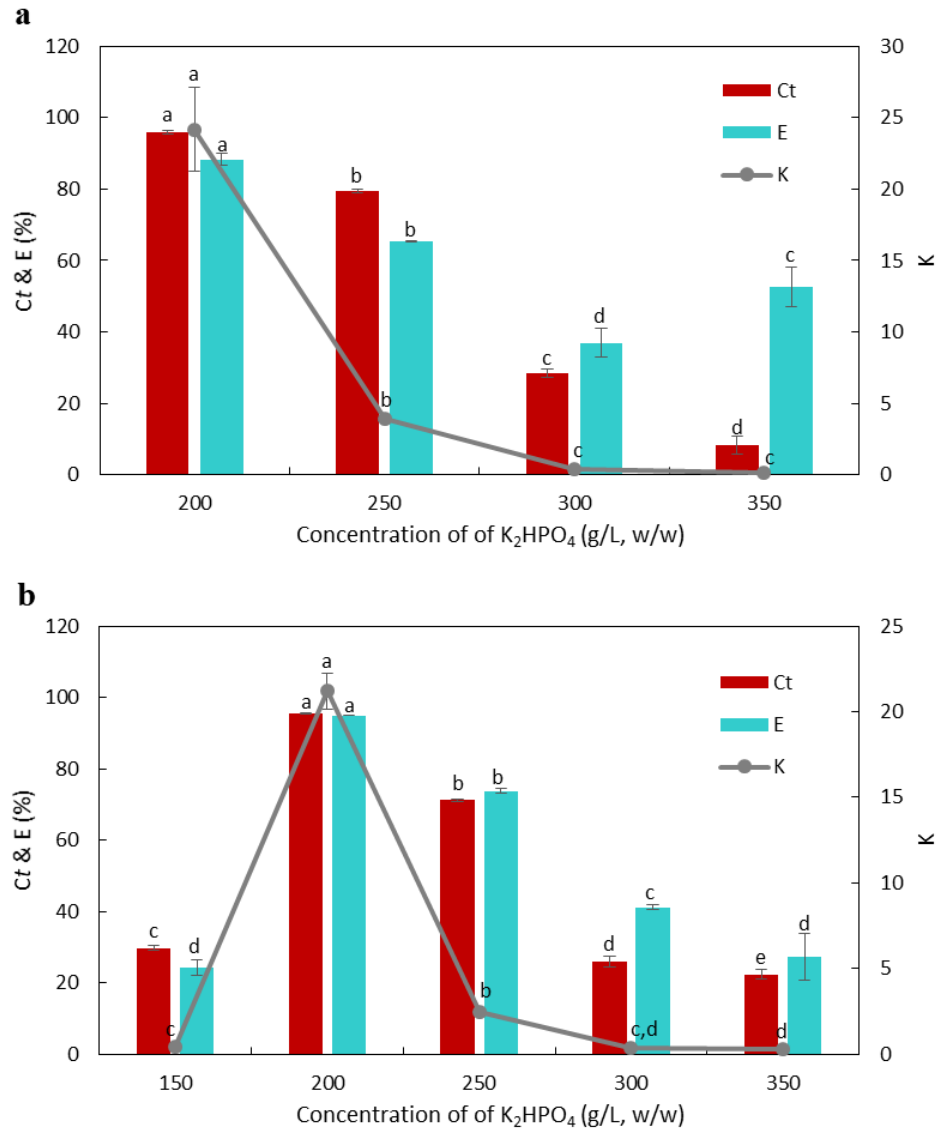 a
120
100
80
60
40
20
0
Ct & E (%)
30
25
20
15
10
5
0
K
Ct
E
K
a
a
a
b
b
b
c
d
c
d
c
c
200 250 300 350
Concentration of of K₂HPO₄ (g/L, w/w)
b
120
100
80
60
40
20
0
Ct & E (%)
25
20
15
10
5
0
K
Ct
E
K
c
d
c
a
a
a
b
b
b
d
c
c,d
e
d
d
150 200 250 300 350
Concentration of of K₂HPO₄ (g/L, w/w)